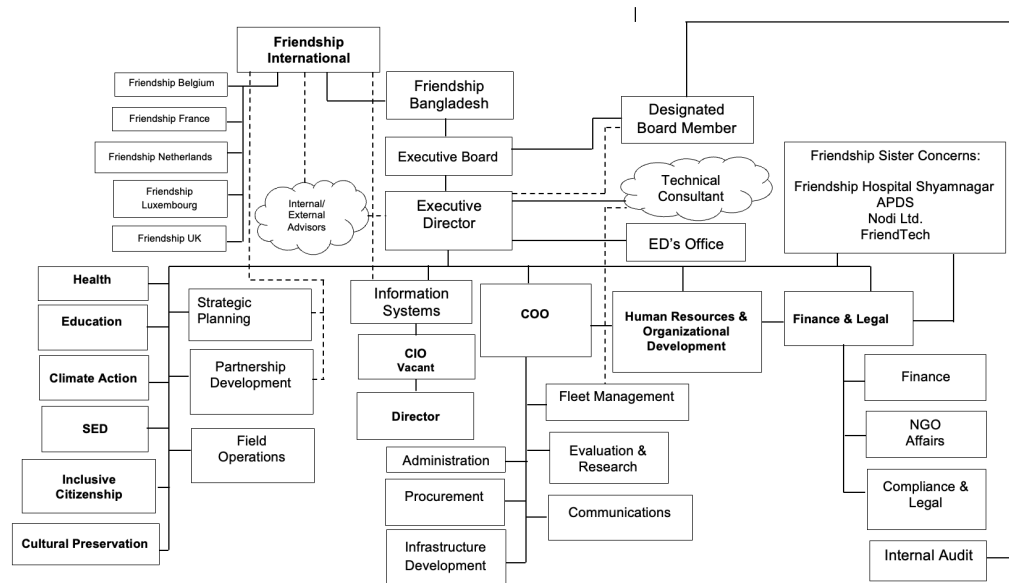 Friendship
International
Friendship Belgium
Friendship France
Friendship Netherlands
Friendship
Luxembourg
Friendship UK
Friendship
Bangladesh
Executive Board
Executive
Director
Internal/
External
Advisors
Designated
Board Member
Technical
Consultant
ED's Office
Friendship Sister Concerns:
Friendship Hospital Shyamnagar
APDS
Nodi Ltd.
FriendTech
Health
Education
Climate Action
SED
Inclusive
Citizenship
Cultural Preservation
Strategic
Planning
Partnership
Development
Field
Operations
Information
Systems
CIO
Vacant
Director
COO
Human Resources &
Organizational
Development
Finance & Legal
Fleet Management
Administration
Evaluation &
Research
Procurement
Communications
Infrastructure
Development
Finance
NGO
Affairs
Compliance &
Legal
Internal Audit